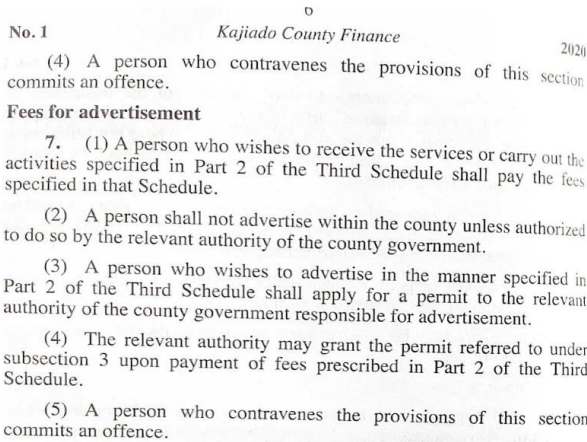 6
No. 1 Kajiado County Finance 2020
(4) A person who contravenes the provisions of this section
commits an offence.
Fees for advertisement
7. (1) A person who wishes to receive the services or carry out the
activities specified in Part 2 of the Third Schedule shall pay the fees
specified in that Schedule.
(2) A person shall not advertise within the county unless authorized
to do so by the relevant authority of the county government.
(3) A person who wishes to advertise in the manner specified in
Part 2 of the Third Schedule shall apply for a permit to the relevant
authority of the county government responsible for advertisement.
(4) The relevant authority may grant the permit referred to under
subsection 3 upon payment of fees prescribed in Part 2 of the Third
Schedule.
(5) A person who contravenes the provisions of this section
commits an offence.